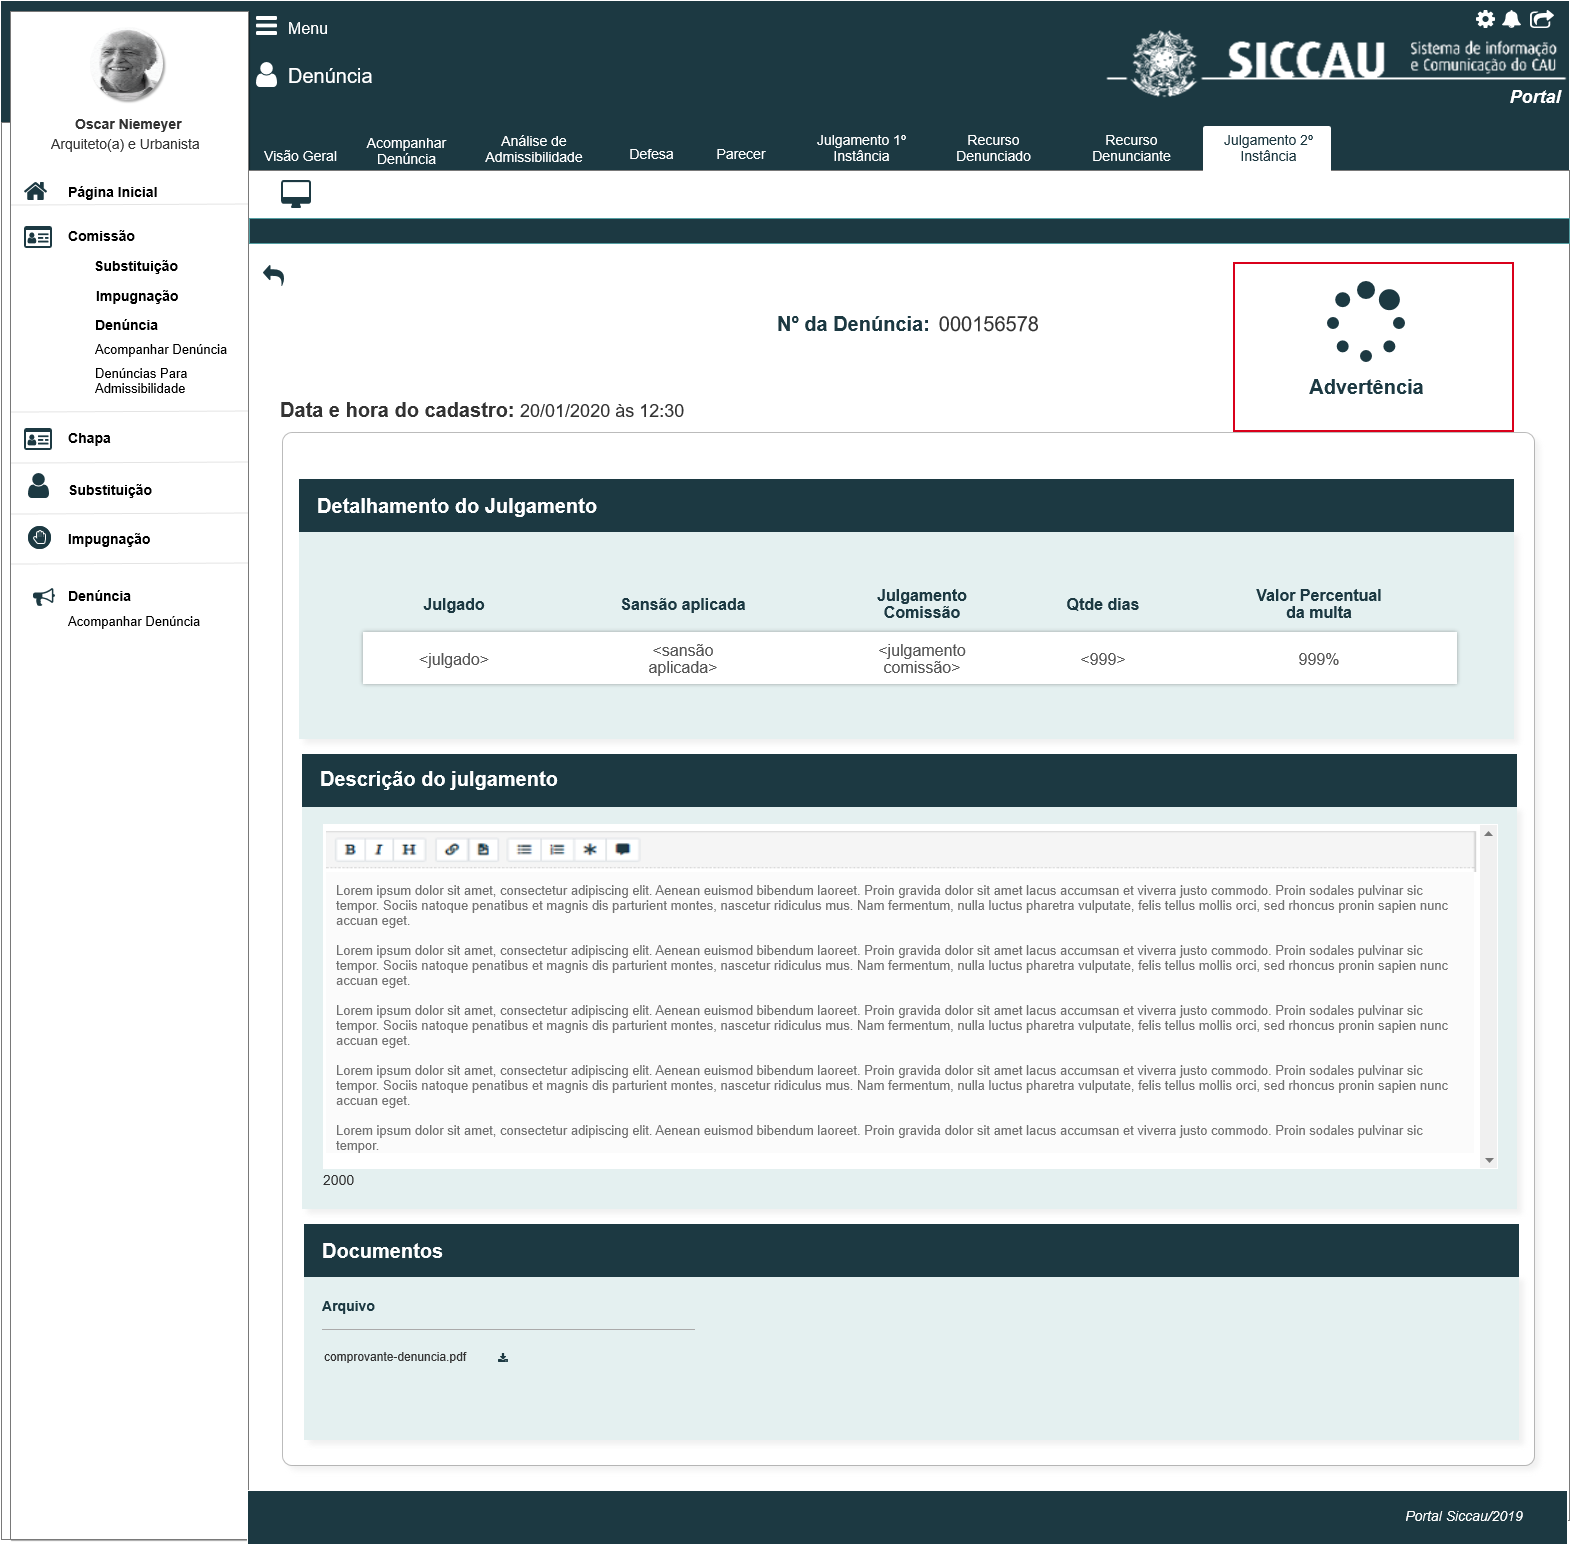 Menu
Denúncia
SICCAU
Sistema de informação
e Comunicação do CAU
Portal
Oscar Niemeyer
Arquiteto(a) e Urbanista
Visão Geral
Acompanhar
Denúncia
Análise de
Admissibilidade
Defesa
Parecer
Julgamento 1º
Instância
Recurso
Denunciado
Recurso
Denunciante
Julgamento 2º
Instância
Página Inicial
Comissão
Substituição
Impugnação
Denúncia
Acompanhar Denúncia
Denúncias Para
Admissibilidade
Chapa
Substituição
Impugnação
Denúncia
Acompanhar Denúncia
Nº da Denúncia: 000156578
Advertência
Data e hora do cadastro: 20/01/2020 às 12:30
Detalhamento do Julgamento
Julgado
Sansão aplicada
Julgamento
Comissão
Qtde dias
Valor Percentual
da multa
<julgado>
<sansão
aplicada>
<julgamento
comissão>
<999>
999%
Descrição do julgamento
B I H
Lorem ipsum dolor sit amet, consectetur adipiscing elit. Aenean euismod bibendum laoreet. Proin gravida dolor sit amet lacus accumsan et viverra justo commodo. Proin sodales pulvinar sic
tempor. Sociis natoque penatibus et magnis dis parturient montes, nascetur ridiculus mus. Nam fermentum, nulla luctus pharetra vulputate, felis tellus mollis orci, sed rhoncus pronin sapien nunc
accuan eget.
Lorem ipsum dolor sit amet, consectetur adipiscing elit. Aenean euismod bibendum laoreet. Proin gravida dolor sit amet lacus accumsan et viverra justo commodo. Proin sodales pulvinar sic
tempor. Sociis natoque penatibus et magnis dis parturient montes, nascetur ridiculus mus. Nam fermentum, nulla luctus pharetra vulputate, felis tellus mollis orci, sed rhoncus pronin sapien nunc
accuan eget.
Lorem ipsum dolor sit amet, consectetur adipiscing elit. Aenean euismod bibendum laoreet. Proin gravida dolor sit amet lacus accumsan et viverra justo commodo. Proin sodales pulvinar sic
tempor. Sociis natoque penatibus et magnis dis parturient montes, nascetur ridiculus mus. Nam fermentum, nulla luctus pharetra vulputate, felis tellus mollis orci, sed rhoncus pronin sapien nunc
accuan eget.
Lorem ipsum dolor sit amet, consectetur adipiscing elit. Aenean euismod bibendum laoreet. Proin gravida dolor sit amet lacus accumsan et viverra justo commodo. Proin sodales pulvinar sic
tempor. Sociis natoque penatibus et magnis dis parturient montes, nascetur ridiculus mus. Nam fermentum, nulla luctus pharetra vulputate, felis tellus mollis orci, sed rhoncus pronin sapien nunc
accuan eget.
Lorem ipsum dolor sit amet, consectetur adipiscing elit. Aenean euismod bibendum laoreet. Proin gravida dolor sit amet lacus accumsan et viverra justo commodo. Proin sodales pulvinar sic
tempor.
2000
Documentos
Arquivo
comprovante-denuncia.pdf
Portal Siccau/2019